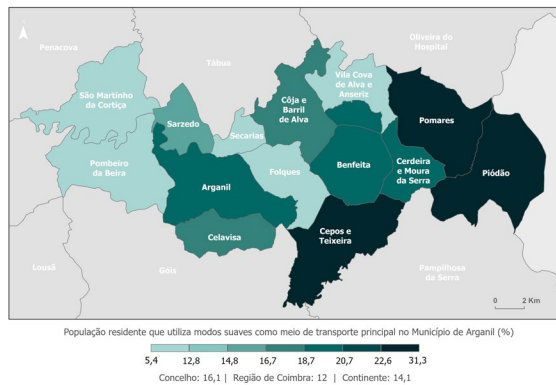 N
Penacova
Tábua
Oliveira do
Hospital
São Martinho
da Cortiça
Sarzedo
Secarias
Côja e
Barril
de Alva
Vila Cova
de Alva e
Anseriz
Pomares
Pombeiro
da Beira
Arganil
Folques
Benfeita
Cerdeira
e Moura
da Serra
Piódão
Celavisa
Cepos e
Teixeira
Lousã
Góis
Pampilhosa
da Serra
0 2 Km
População residente que utiliza modos suaves como meio de transporte principal no Município de Arganil (%)
5,4 12,8 14,8 16,7 18,7 20,7 22,6 31,3
Concelho: 16,1 | Região de Coimbra: 12 | Continente: 14,1